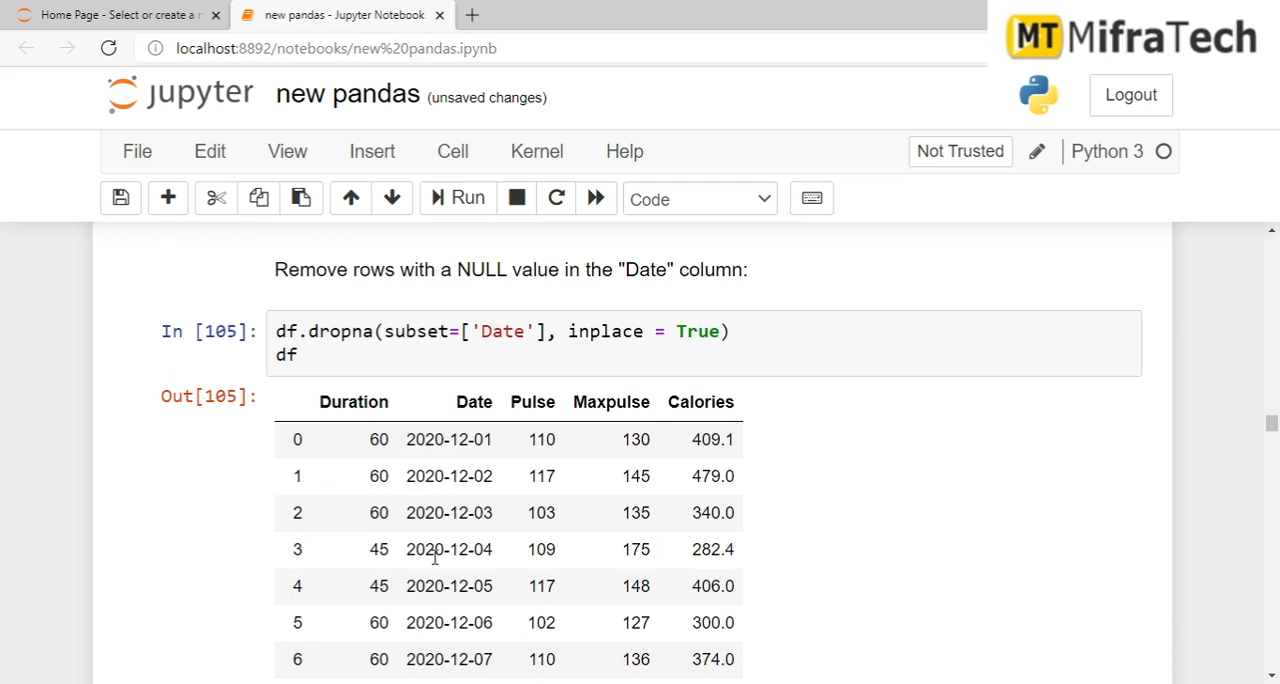 Home Page - Select or create a n
new pandas - Jupyter Notebook
localhost:8892/notebooks/new%20pandas.ipynb
MT MifraTech
jupyter new pandas (unsaved changes)
Logout
File Edit View Insert Cell Kernel Help
Not Trusted
Python 3
Run
Code
Remove rows with a NULL value in the "Date" column:
In [105]: df.dropna(subset=['Date'], inplace = True)
df
Out[105]:
Duration Date Pulse Maxpulse Calories
0 60 2020-12-01 110 130 409.1
1 60 2020-12-02 117 145 479.0
2 60 2020-12-03 103 135 340.0
3 45 2020-12-04 109 175 282.4
4 45 2020-12-05 117 148 406.0
5 60 2020-12-06 102 127 300.0
6 60 2020-12-07 110 136 374.0